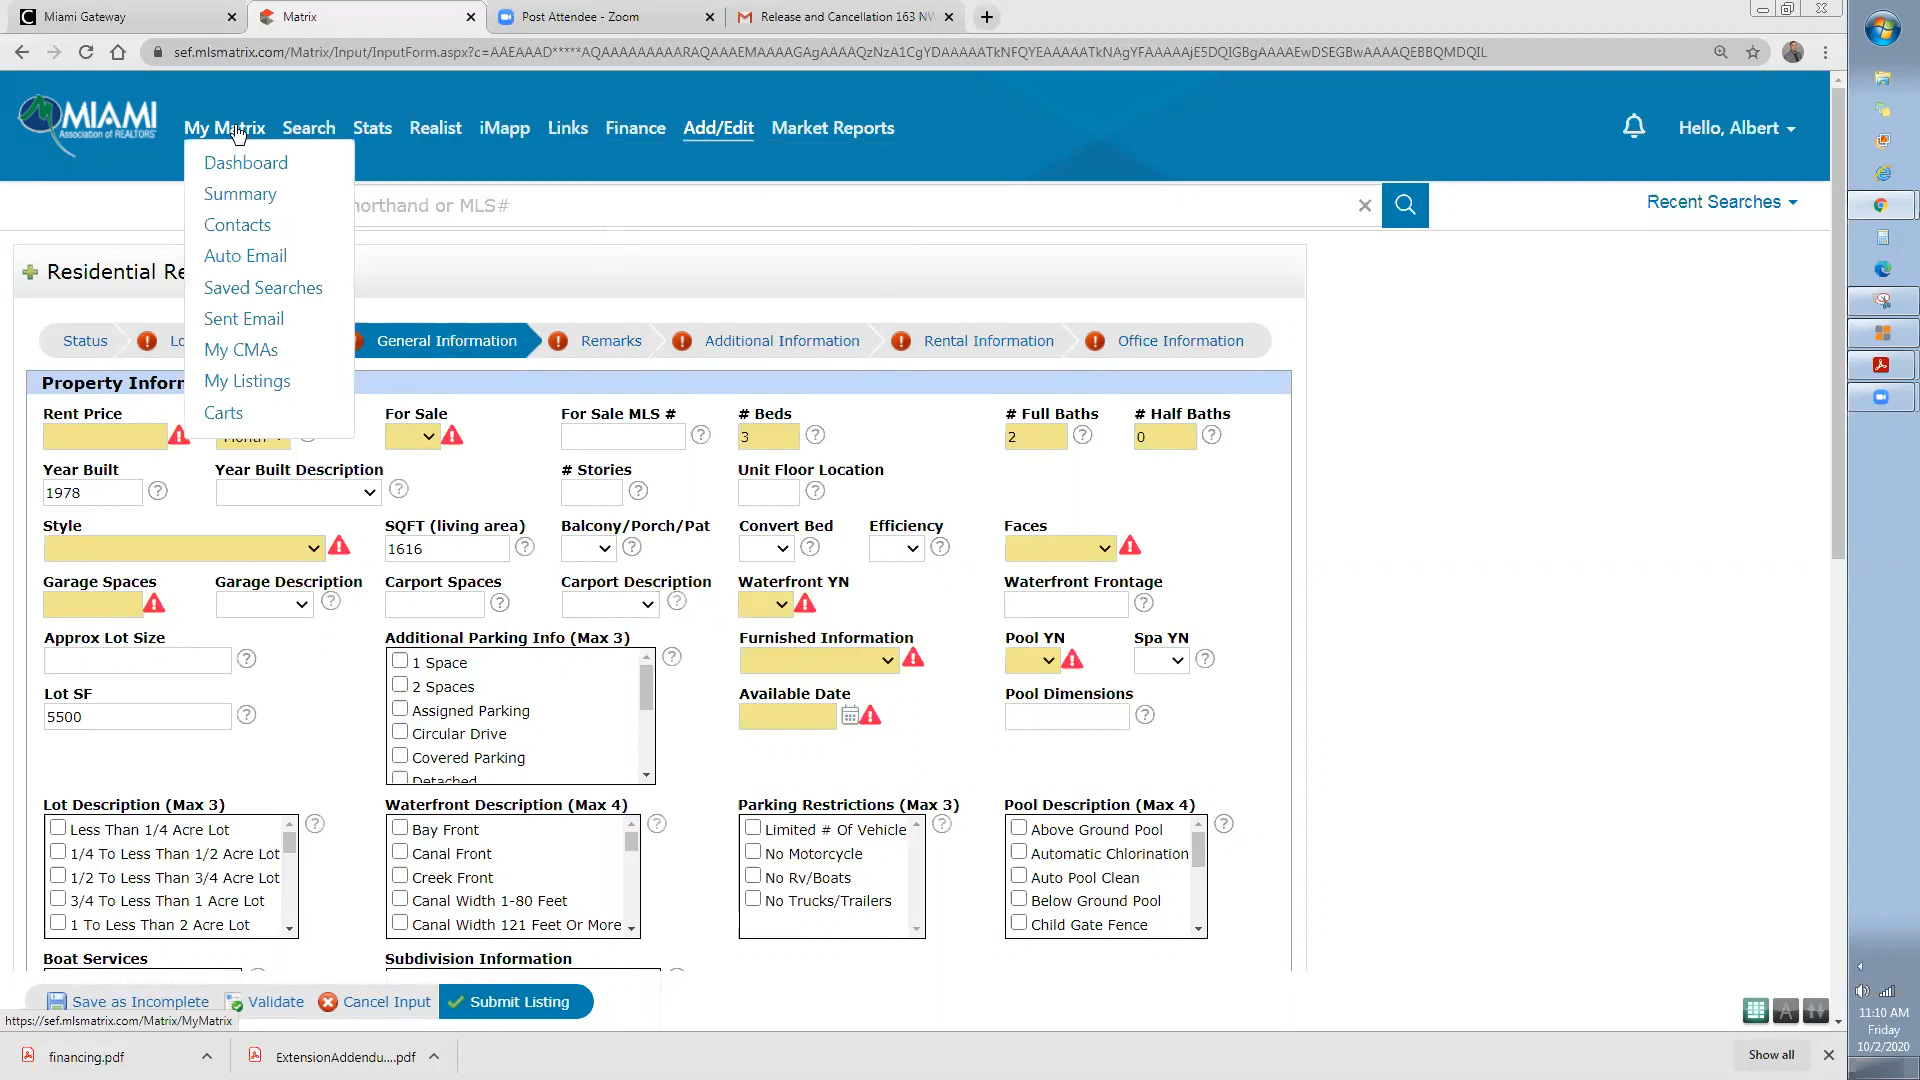 Miami Gateway
Matrix
Post Attendee - Zoom
Release and Cancellation 163 NW
sef.mlsmatrix.com/Matrix/Input/InputForm.aspx?c=AAEAAAD*****AQAAAAAAAAARAQAAAEMAAAAGAgAAAAQzNzA1CgYDAAAAATkNFQYEAAAAATkNAgYFAAAAAjE5DQIGBgAAAAEwDSEGBwAAAAQEBBQMDQIL
MIAMI
Association of REALTORS®
My Matrix Search Stats Realist iMapp Links Finance Add/Edit Market Reports
Hello, Albert
Dashboard
Summary
Contacts
Auto Email
Saved Searches
Sent Email
My CMAs
My Listings
Carts
horthand or MLS#
Recent Searches
Residential Re
Status Lo General Information Remarks Additional Information Rental Information Office Information
Property Inforr
Rent Price For Sale For Sale MLS # # Beds # Full Baths # Half Baths
Month 3 2 0
Year Built Year Built Description # Stories Unit Floor Location
1978
Style SQFT (living area) Balcony/Porch/Pat Convert Bed Efficiency Faces
1616
Garage Spaces Garage Description Carport Spaces Carport Description Waterfront YN Waterfront Frontage
Approx Lot Size Additional Parking Info (Max 3) Furnished Information Pool YN Spa YN
1 Space
2 Spaces
Assigned Parking
Circular Drive
Covered Parking
Detached
Lot SF Available Date Pool Dimensions
5500
Lot Description (Max 3) Waterfront Description (Max 4) Parking Restrictions (Max 3) Pool Description (Max 4)
Less Than 1/4 Acre Lot Bay Front Limited # Of Vehicle Above Ground Pool
1/4 To Less Than 1/2 Acre Lot Canal Front No Motorcycle Automatic Chlorination
1/2 To Less Than 3/4 Acre Lot Creek Front No Rv/Boats Auto Pool Clean
3/4 To Less Than 1 Acre Lot Canal Width 1-80 Feet No Trucks/Trailers Below Ground Pool
1 To Less Than 2 Acre Lot Canal Width 121 Feet Or More Child Gate Fence
Boat Services Subdivision Information
Save as Incomplete Validate Cancel Input Submit Listing
https://sef.mlsmatrix.com/Matrix/MyMatrix
financing.pdf
ExtensionAddendu....pdf
Show all
11:10 AM
Friday
10/2/2020